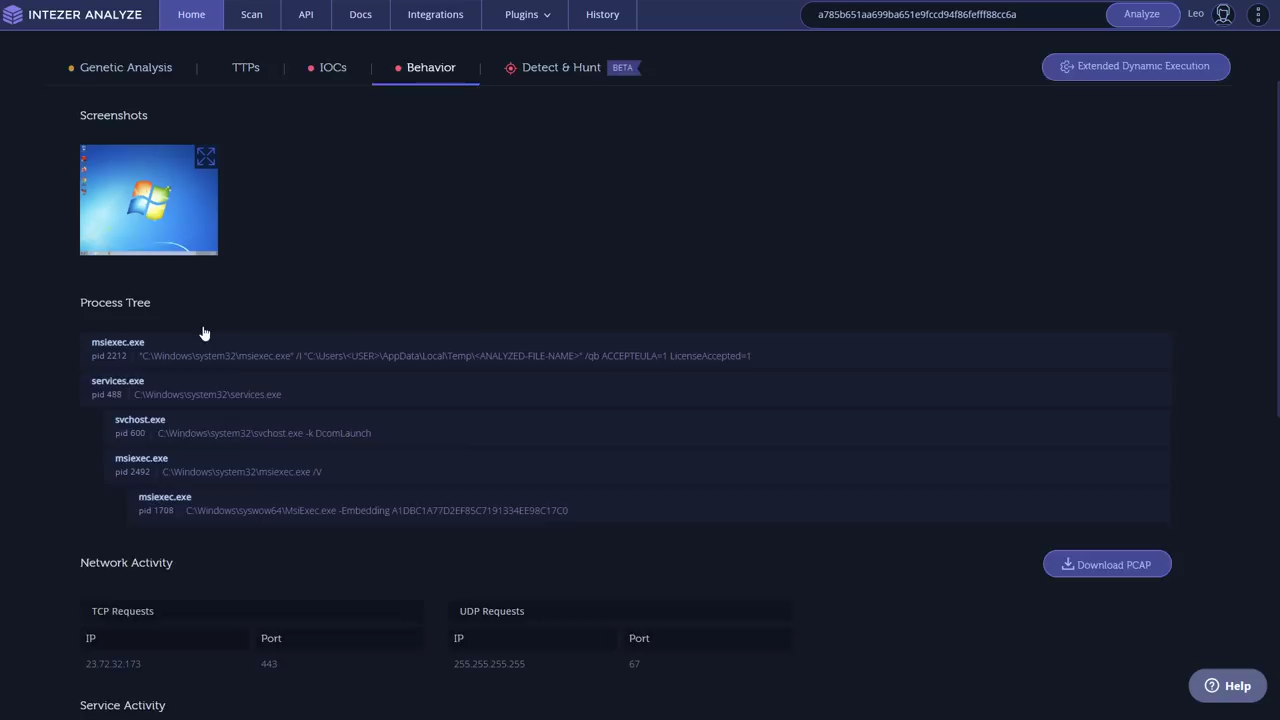 INTEZER ANALYZE Home Scan API Docs Integrations Plugins History a785b651aa699ba651e9fccd94f86fefff88cc6a Analyze Leo
Genetic Analysis TTPs IOCs Behavior Detect & Hunt BETA Extended Dynamic Execution
Screenshots
Process Tree
msiexec.exe
pid 2212 "C:\Windows\system32\msiexec.exe" /I "C:\Users\<USER>\AppData\Local\Temp\<ANALYZED-FILE-NAME>" /qb ACCEPTEULA=1 LicenseAccepted=1
services.exe
pid 488 C:\Windows\system32\services.exe
svchost.exe
pid 600 C:\Windows\system32\svchost.exe -k DcomLaunch
msiexec.exe
pid 2492 C:\Windows\system32\msiexec.exe /V
msiexec.exe
pid 1708 C:\Windows\syswow64\MsiExec.exe -Embedding A1DBC1A77D2EF85C7191334EE98C17C0
Network Activity Download PCAP
TCP Requests UDP Requests
IP Port IP Port
23.72.32.173 443 255.255.255.255 67
Service Activity
Help